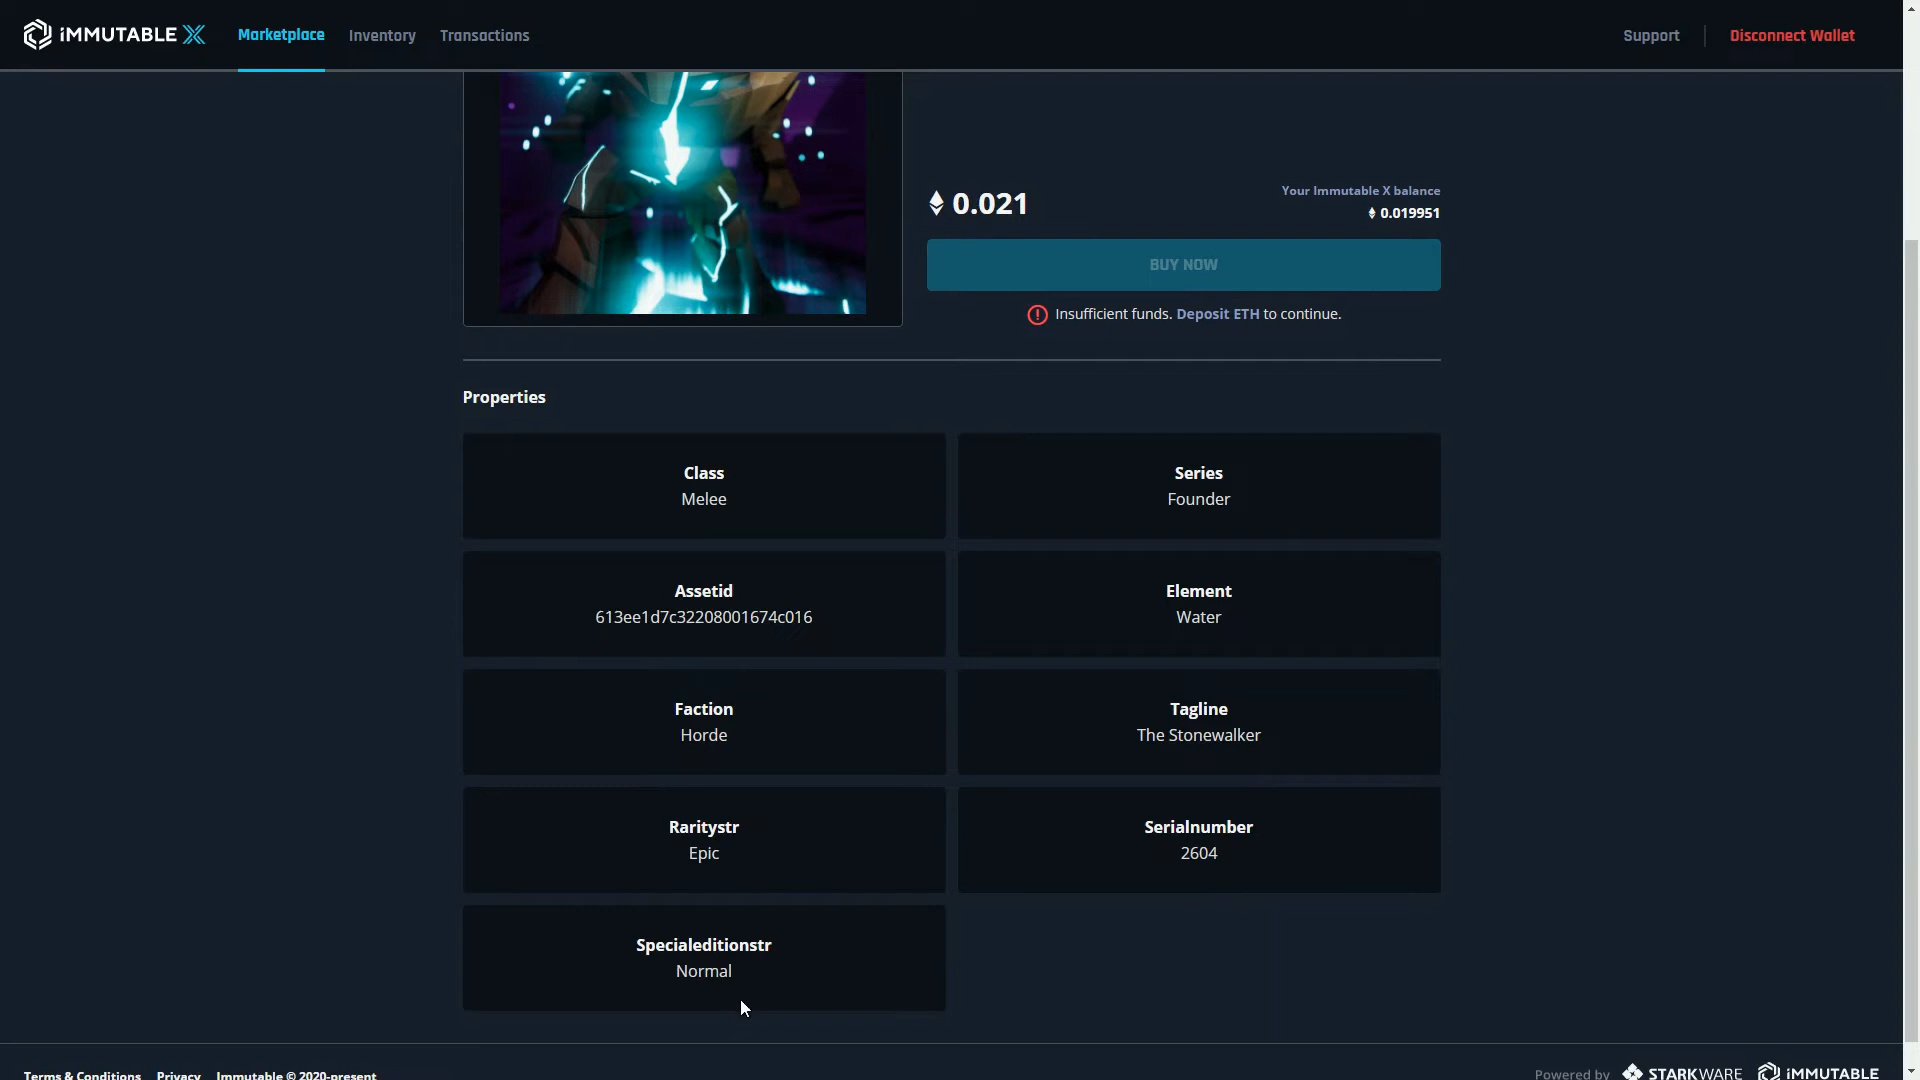 iMMUTABLE X Marketplace Inventory Transactions Support Disconnect Wallet
0.021
Your Immutable X balance
0.019951
BUY NOW
Insufficient funds. Deposit ETH to continue.
Properties
Class
Melee
Series
Founder
Assetid
613ee1d7c32208001674c016
Element
Water
Faction
Horde
Tagline
The Stonewalker
Raritystr
Epic
Serialnumber
2604
Specialeditionstr
Normal
Terms & Conditions Privacy Immutable © 2020-present Powered by STARKWARE iMMUTABLE